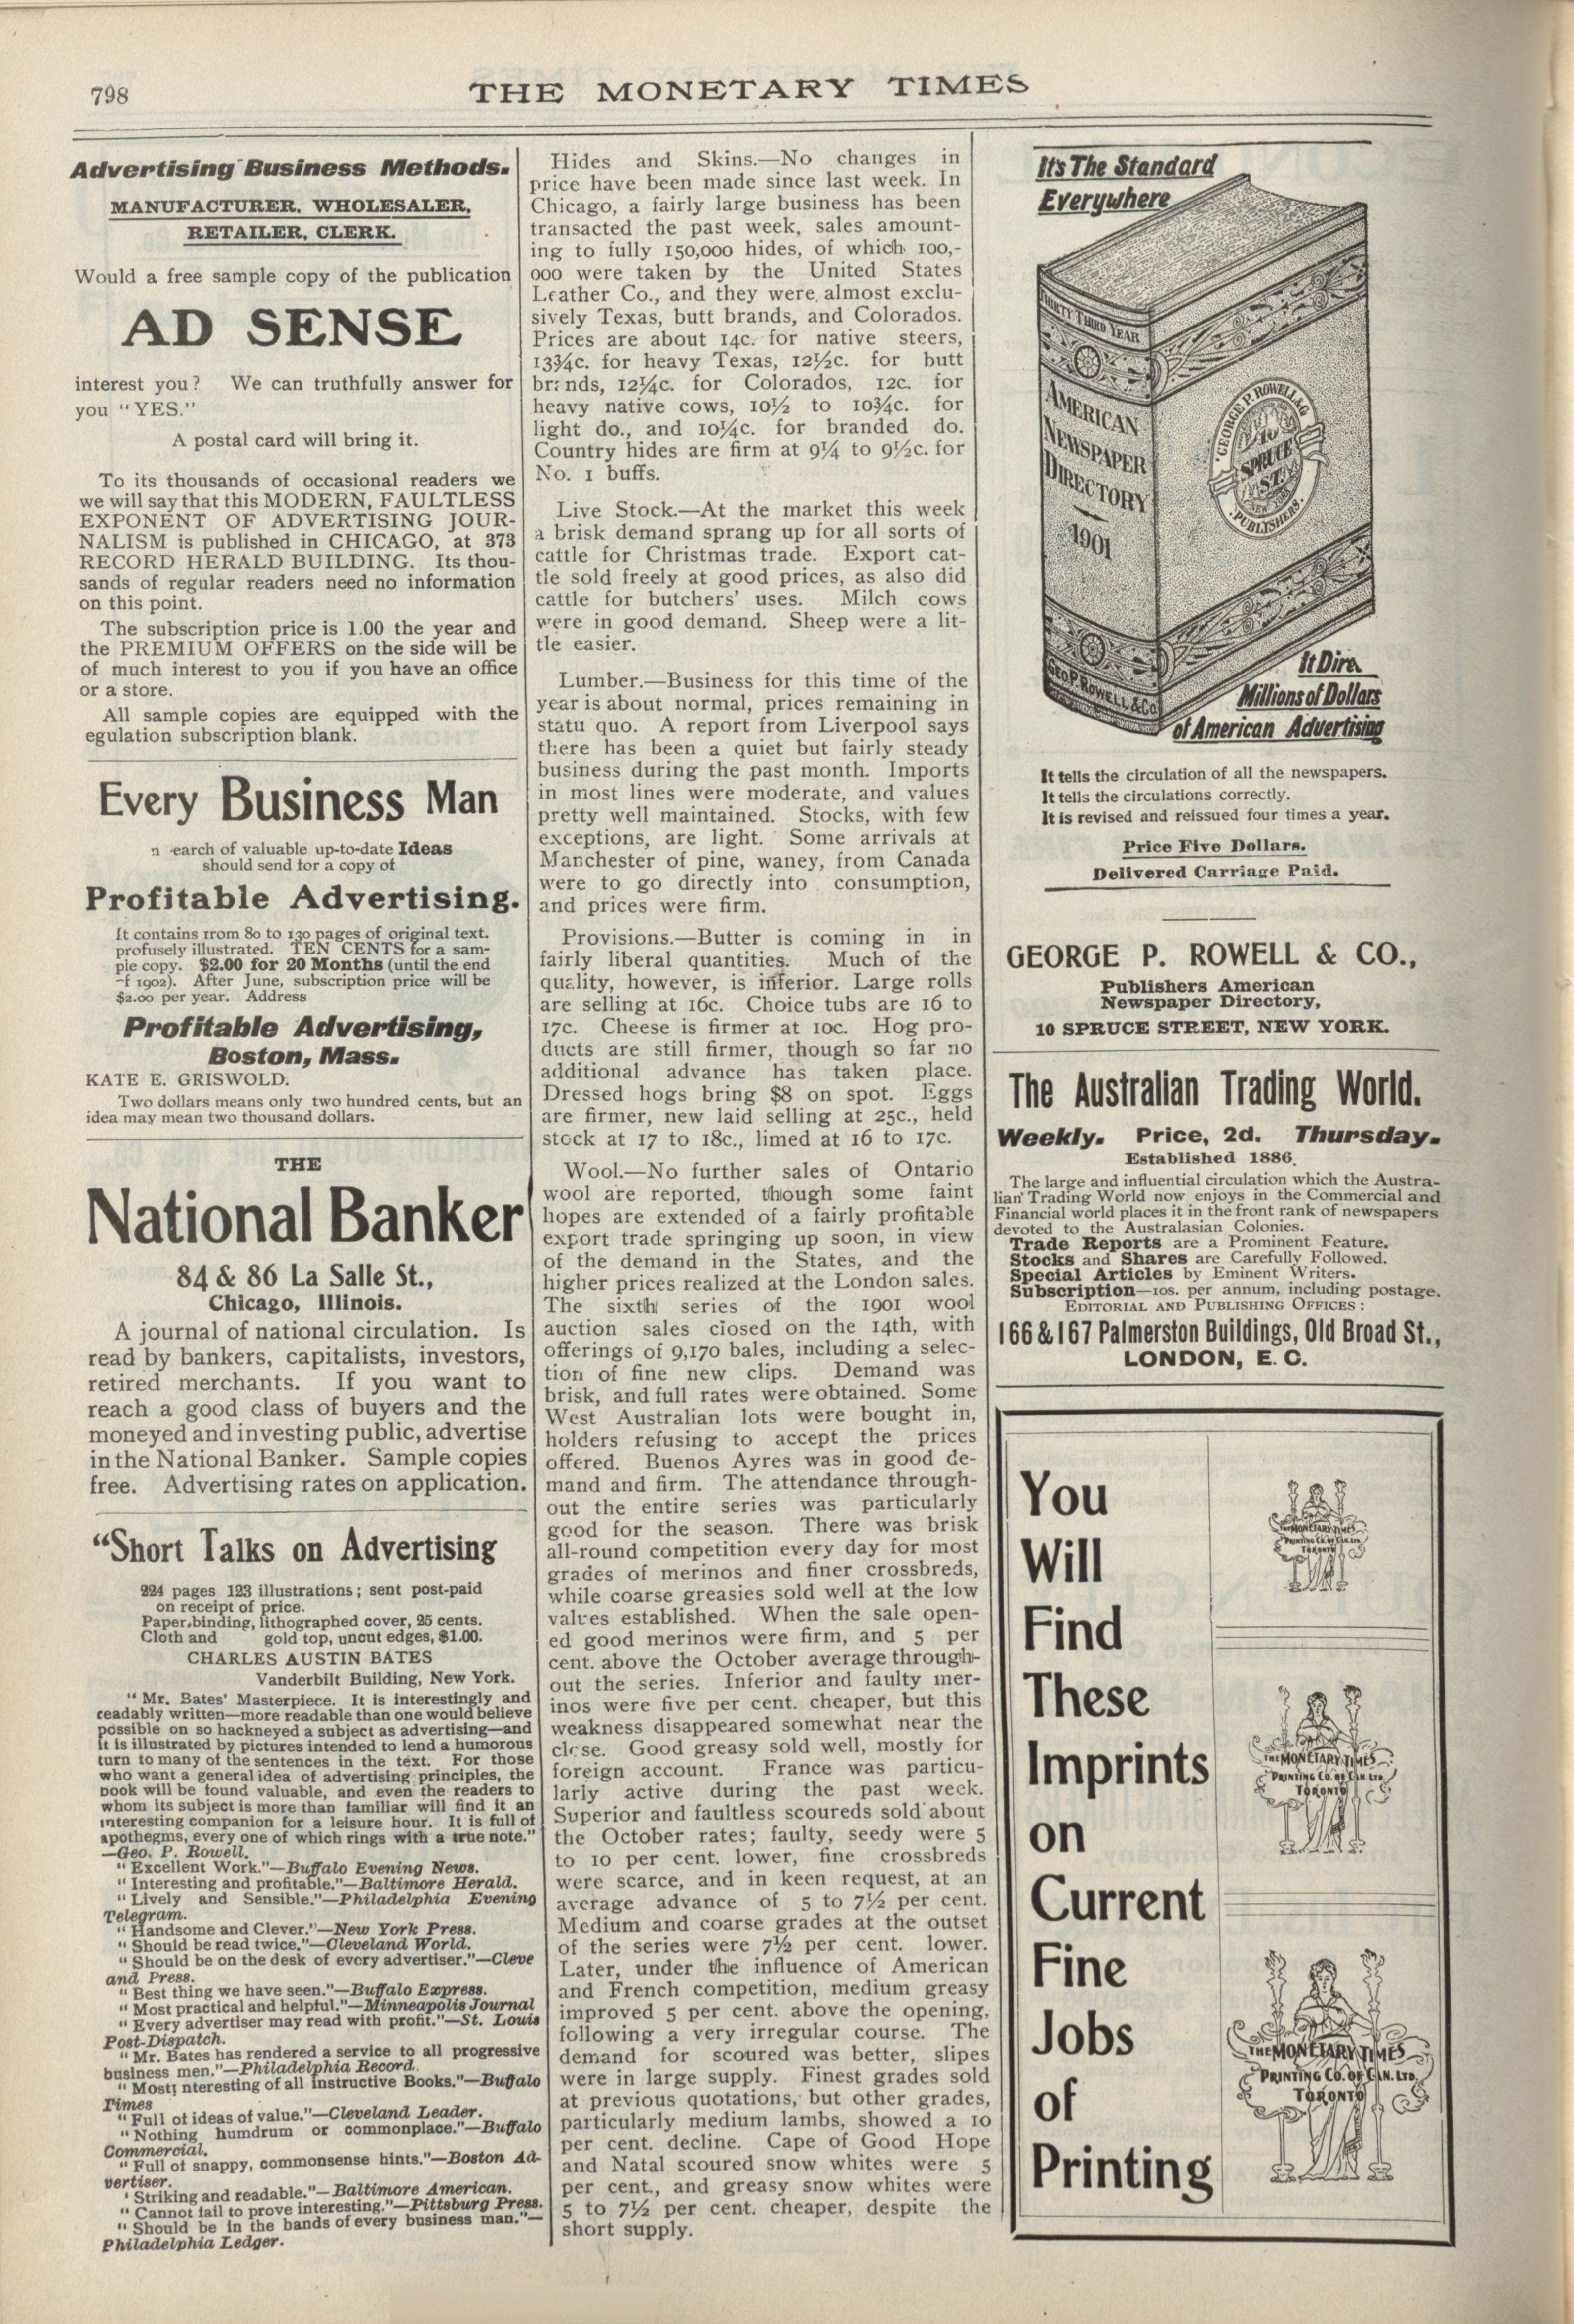 798
THE MONETARY TIMES
Advertising Business Methods.
MANUFACTURER, WHOLESALER,
RETAILER, CLERK.
Would a free sample copy of the publication
AD SENSE
interest you? We can truthfully answer for
you "YES."
A postal card will bring it.
To its thousands of occasional readers we
we will say that this MODERN, FAULTLESS
EXPONENT OF ADVERTISING JOUR-
NALISM is published in CHICAGO, at 373
RECORD HERALD BUILDING. Its thou-
sands of regular readers need no information
on this point.
The subscription price is 1.00 the year and
the PREMIUM OFFERS on the side will be
of much interest to you if you have an office
or a store.
All sample copies are equipped with the
egulation subscription blank.
Every Business Man
n earch of valuable up-to-date Ideas
should send for a copy of
Profitable Advertising.
It contains from 80 to 130 pages of original text.
profusely illustrated. TEN CENTS for a sam-
ple copy. $2.00 for 20 Months (until the end
f 1902). After June, subscription price will be
$2.00 per year. Address
Profitable Advertising,
Boston, Mass.
KATE E. GRISWOLD.
Two dollars means only two hundred cents, but an
idea may mean two thousand dollars.
THE
National Banker
84 & 86 La Salle St.,
Chicago, Illinois.
A journal of national circulation. Is
read by bankers, capitalists, investors,
retired merchants. If you want to
reach a good class of buyers and the
moneyed and investing public, advertise
in the National Banker. Sample copies
free. Advertising rates on application.
"Short Talks on Advertising
224 pages 123 illustrations; sent post-paid
on receipt of price.
Paper binding, lithographed cover, 25 cents.
Cloth and gold top, uncut edges, $1.00.
CHARLES AUSTIN BATES
Vanderbilt Building, New York.
"Mr. Bates' Masterpiece. It is interestingly and
readably written—more readable than one would believe
possible on so hackneyed a subject as advertising—and
it is illustrated by pictures intended to lend a humorous
turn to many of the sentences in the text. For those
who want a general idea of advertising principles, the
book will be found valuable, and even the readers to
whom its subject is more than familiar will find it an
interesting companion for a leisure hour. It is full of
apothegms, every one of which rings with a true note."
—Geo. P. Rowell.
"Excellent Work."—Buffalo Evening News.
"Interesting and profitable."—Baltimore Herald.
"Lively and Sensible."—Philadelphia Evening
Telegram.
"Handsome and Clever."—New York Press.
"Should be read twice."—Cleveland World.
"Should be on the desk of every advertiser."—Cleve
and Press.
"Best thing we have seen."—Buffalo Express.
"Most practical and helpful."—Minneapolis Journal
"Every advertiser may read with profit."—St. Louis
Post-Dispatch.
"Mr. Bates has rendered a service to all progressive
business men."—Philadelphia Record.
"Most i nteresting of all Instructive Books."—Buffalo
Times
"Full of ideas of value."—Cleveland Leader.
"Nothing humdrum or commonplace."—Buffalo
Commercial.
"Full of snappy, commonsense hints."—Boston Ad-
vertiser.
"Striking and readable."—Baltimore American.
"Cannot fail to prove interesting."—Pittsburg Press.
"Should be in the hands of every business man."—
Philadelphia Ledger.
Hides and Skins.—No changes in
price have been made since last week. In
Chicago, a fairly large business has been
transacted the past week, sales amount-
ing to fully 150,000 hides, of which 100,-
000 were taken by the United States
Leather Co., and they were almost exclu-
sively Texas, butt brands, and Colorados.
Prices are about 14c. for native steers,
13¾c. for heavy Texas, 12½c. for butt
brands, 12¼c. for Colorados, 12c. for
heavy native cows, 10½ to 10¾c. for
light do., and 10¼c. for branded do.
Country hides are firm at 9¼ to 9½c. for
No. 1 buffs.
Live Stock.—At the market this week
a brisk demand sprang up for all sorts of
cattle for Christmas trade. Export cat-
tle sold freely at good prices, as also did
cattle for butchers' uses. Milch cows
were in good demand. Sheep were a lit-
tle easier.
Lumber.—Business for this time of the
year is about normal, prices remaining in
statu quo. A report from Liverpool says
there has been a quiet but fairly steady
business during the past month. Imports
in most lines were moderate, and values
pretty well maintained. Stocks, with few
exceptions, are light. Some arrivals at
Manchester of pine, waney, from Canada
were to go directly into consumption,
and prices were firm.
Provisions.—Butter is coming in in
fairly liberal quantities. Much of the
quality, however, is inferior. Large rolls
are selling at 16c. Choice tubs are 16 to
17c. Cheese is firmer at 10c. Hog pro-
ducts are still firmer, though so far no
additional advance has taken place.
Dressed hogs bring $8 on spot. Eggs
are firmer, new laid selling at 25c., held
stock at 17 to 18c., limed at 16 to 17c.
Wool.—No further sales of Ontario
wool are reported, though some faint
hopes are extended of a fairly profitable
export trade springing up soon, in view
of the demand in the States, and the
higher prices realized at the London sales.
The sixth series of the 1901 wool
auction sales closed on the 14th, with
offerings of 9,170 bales, including a selec-
tion of fine new clips. Demand was
brisk, and full rates were obtained. Some
West Australian lots were bought in,
holders refusing to accept the prices
offered. Buenos Ayres was in good de-
mand and firm. The attendance through-
out the entire series was particularly
good for the season. There was brisk
all-round competition every day for most
grades of merinos and finer crossbreds,
while coarse greasies sold well at the low
values established. When the sale open-
ed good merinos were firm, and 5 per
cent. above the October average through-
out the series. Inferior and faulty mer-
inos were five per cent. cheaper, but this
weakness disappeared somewhat near the
close. Good greasy sold well, mostly for
foreign account. France was particu-
larly active during the past week.
Superior and faultless scoureds sold about
the October rates; faulty, seedy were 5
to 10 per cent. lower, fine crossbreds
were scarce, and in keen request, at an
average advance of 5 to 7½ per cent.
Medium and coarse grades at the outset
of the series were 7½ per cent. lower.
Later, under the influence of American
and French competition, medium greasy
improved 5 per cent. above the opening,
following a very irregular course. The
demand for scoured was better, slipes
were in large supply. Finest grades sold
at previous quotations, but other grades,
particularly medium lambs, showed a 10
per cent. decline. Cape of Good Hope
and Natal scoured snow whites were 5
per cent., and greasy snow whites were
5 to 7½ per cent. cheaper, despite the
short supply.
It's The Standard
Everywhere
THIRTY THIRD YEAR
AMERICAN
NEWSPAPER
DIRECTORY
1901
GEO. P. ROWELL & Co
GEORGE P. ROWELL & Co
10
SPRUCE
ST.
NEW YORK
PUBLISHERS.
It Dire
Millions of Dollars
of American Advertising
It tells the circulation of all the newspapers.
It tells the circulations correctly.
It is revised and reissued four times a year.
Price Five Dollars.
Delivered Carriage Paid.
GEORGE P. ROWELL & CO.,
Publishers American
Newspaper Directory,
10 SPRUCE STREET, NEW YORK.
The Australian Trading World.
Weekly. Price, 2d. Thursday.
Established 1886.
The large and influential circulation which the Austra-
lian Trading World now enjoys in the Commercial and
Financial world places it in the front rank of newspapers
devoted to the Australasian Colonies.
Trade Reports are a Prominent Feature.
Stocks and Shares are Carefully Followed.
Special Articles by Eminent Writers.
Subscription—10s. per annum, including postage.
EDITORIAL AND PUBLISHING OFFICES:
166 & 167 Palmerston Buildings, Old Broad St.,
LONDON, E. C.
You
Will
Find
These
Imprints
on
Current
Fine
Jobs
of
Printing
THE MONETARY TIMES
PRINTING CO. OF CAN. LTD.
TORONTO
THE MONETARY TIMES
PRINTING CO. OF CAN. LTD.
TORONTO
THE MONETARY TIMES
PRINTING CO. OF CAN. LTD.
TORONTO